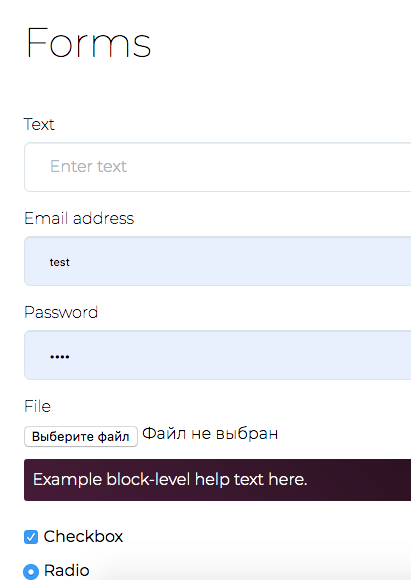 Forms
Text
Enter text
Email address
test
Password
••••
File
Выберите файл Файл не выбран
Example block-level help text here.
Checkbox
Radio